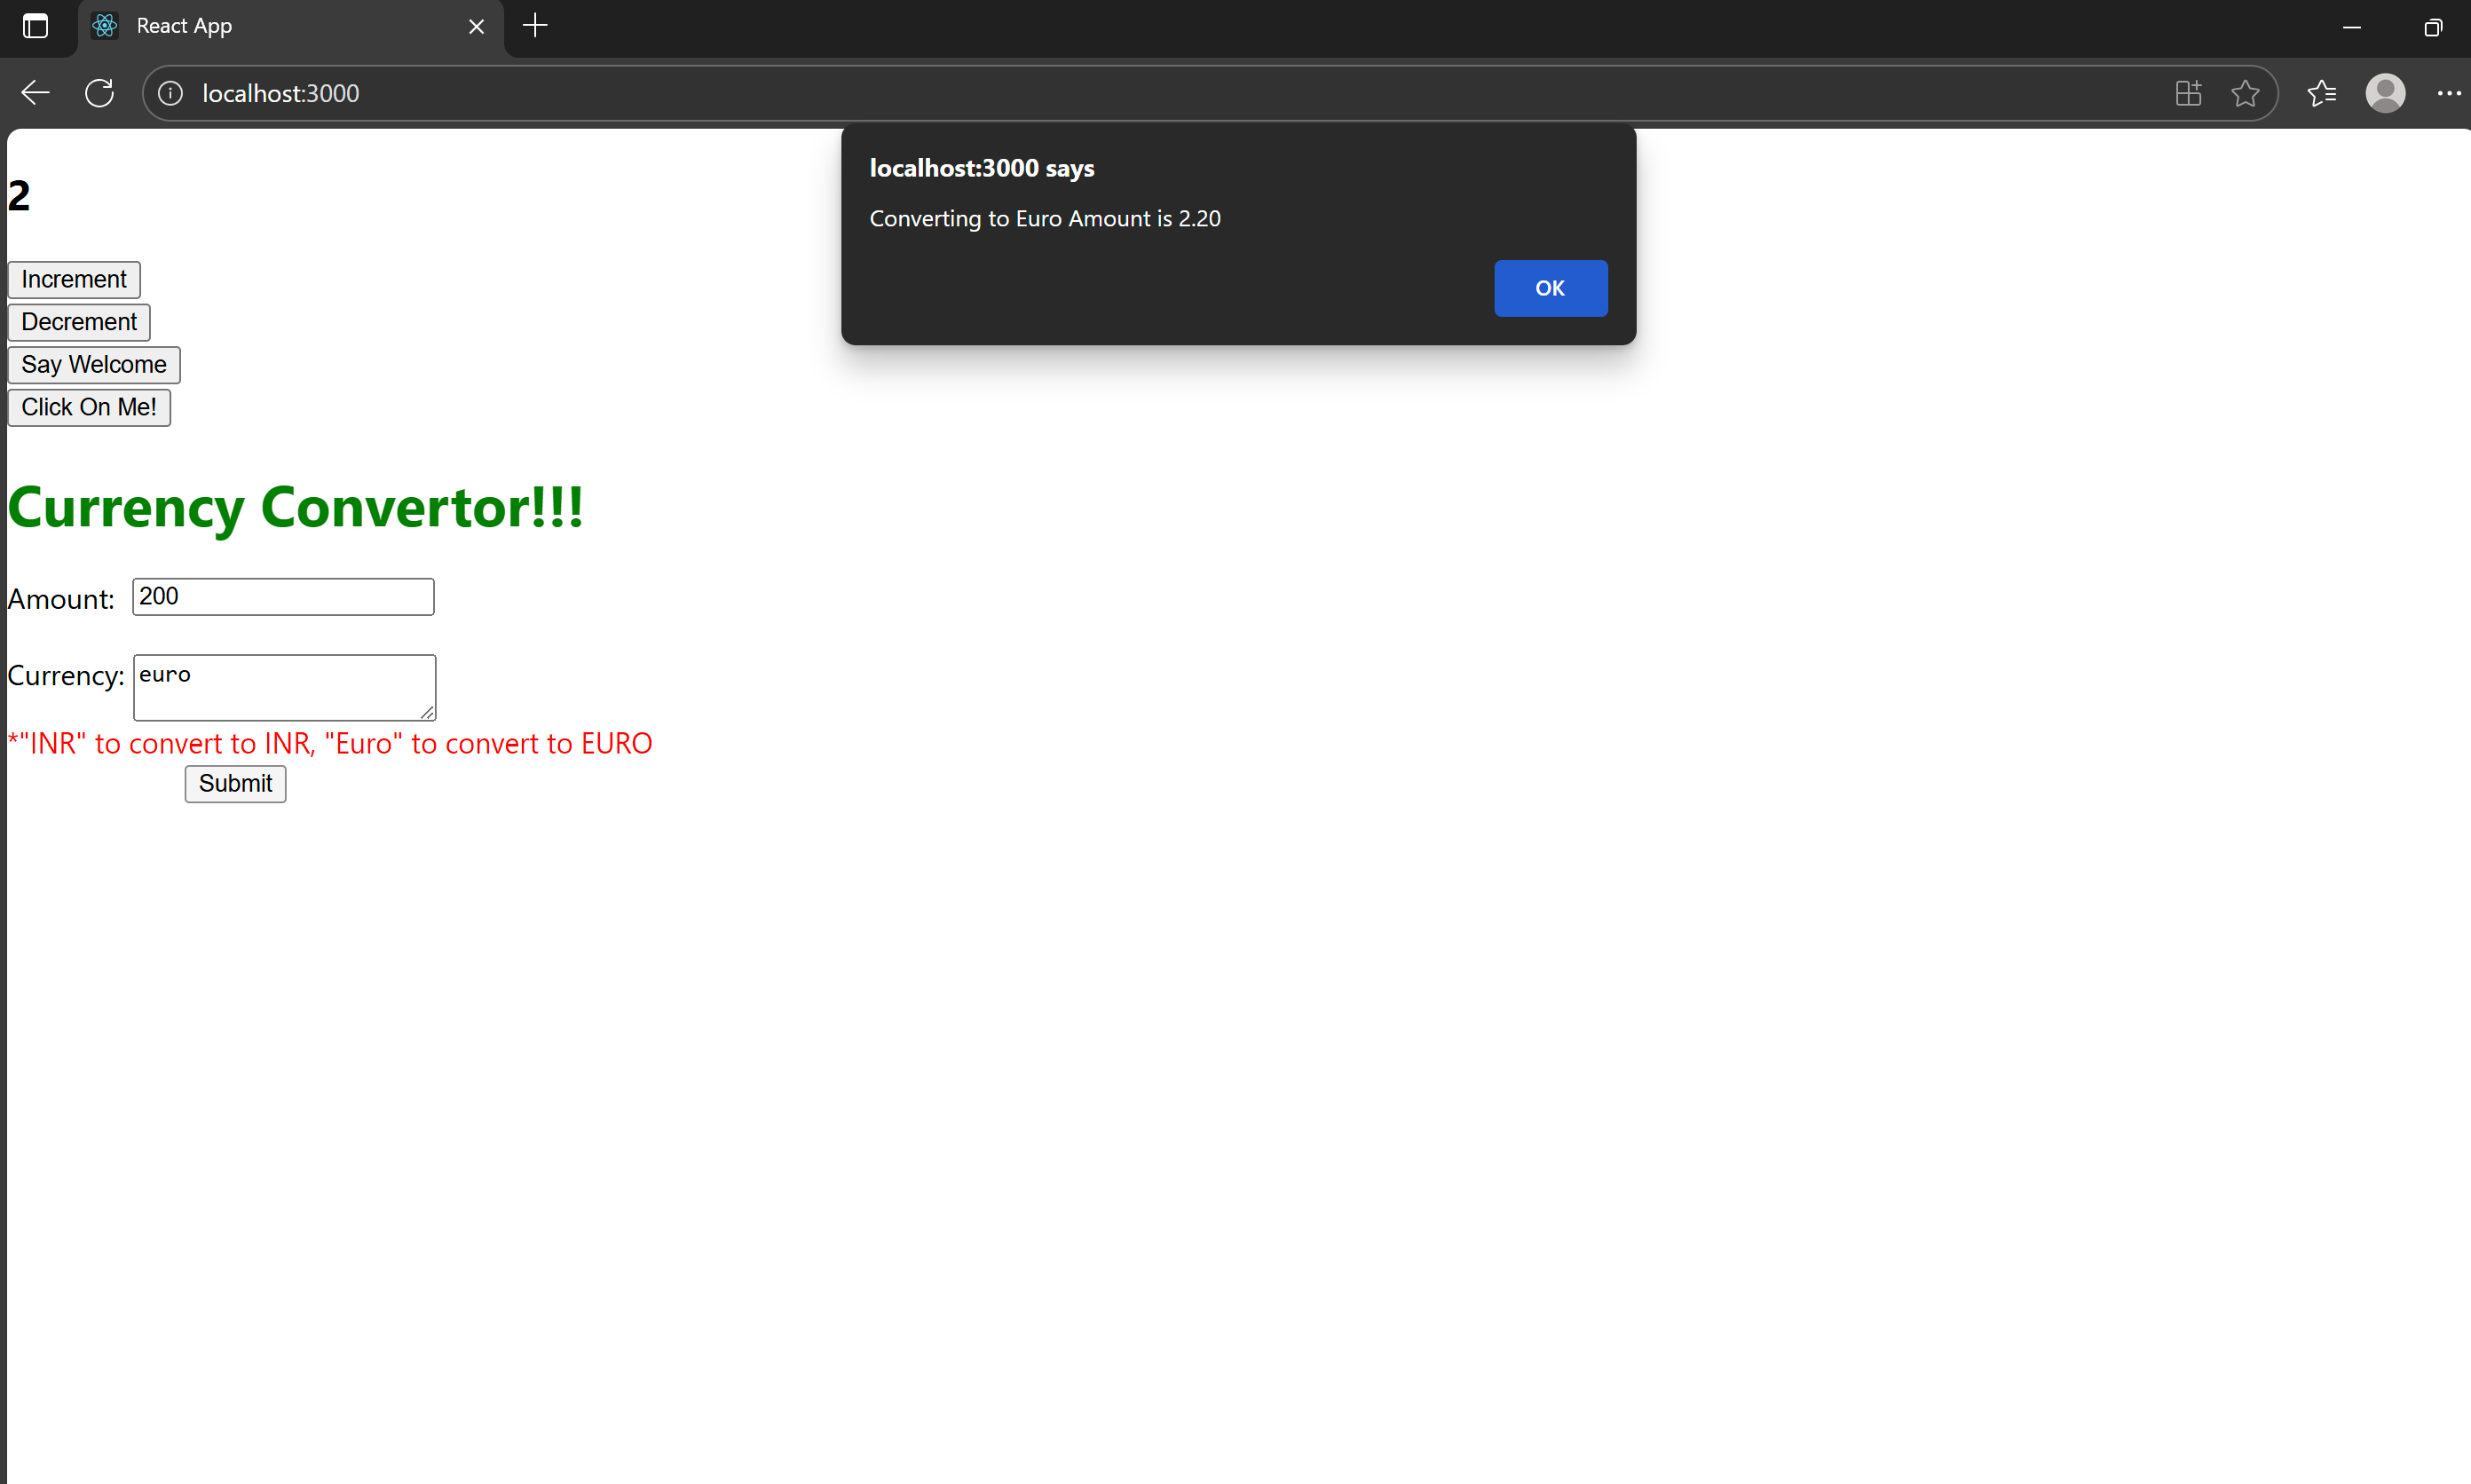 React App
localhost:3000
localhost:3000 says
Converting to Euro Amount is 2.20
OK
2
Increment
Decrement
Say Welcome
Click On Me!
Currency Convertor!!!
Amount: 200
Currency: euro
*"INR" to convert to INR, "Euro" to convert to EURO
Submit